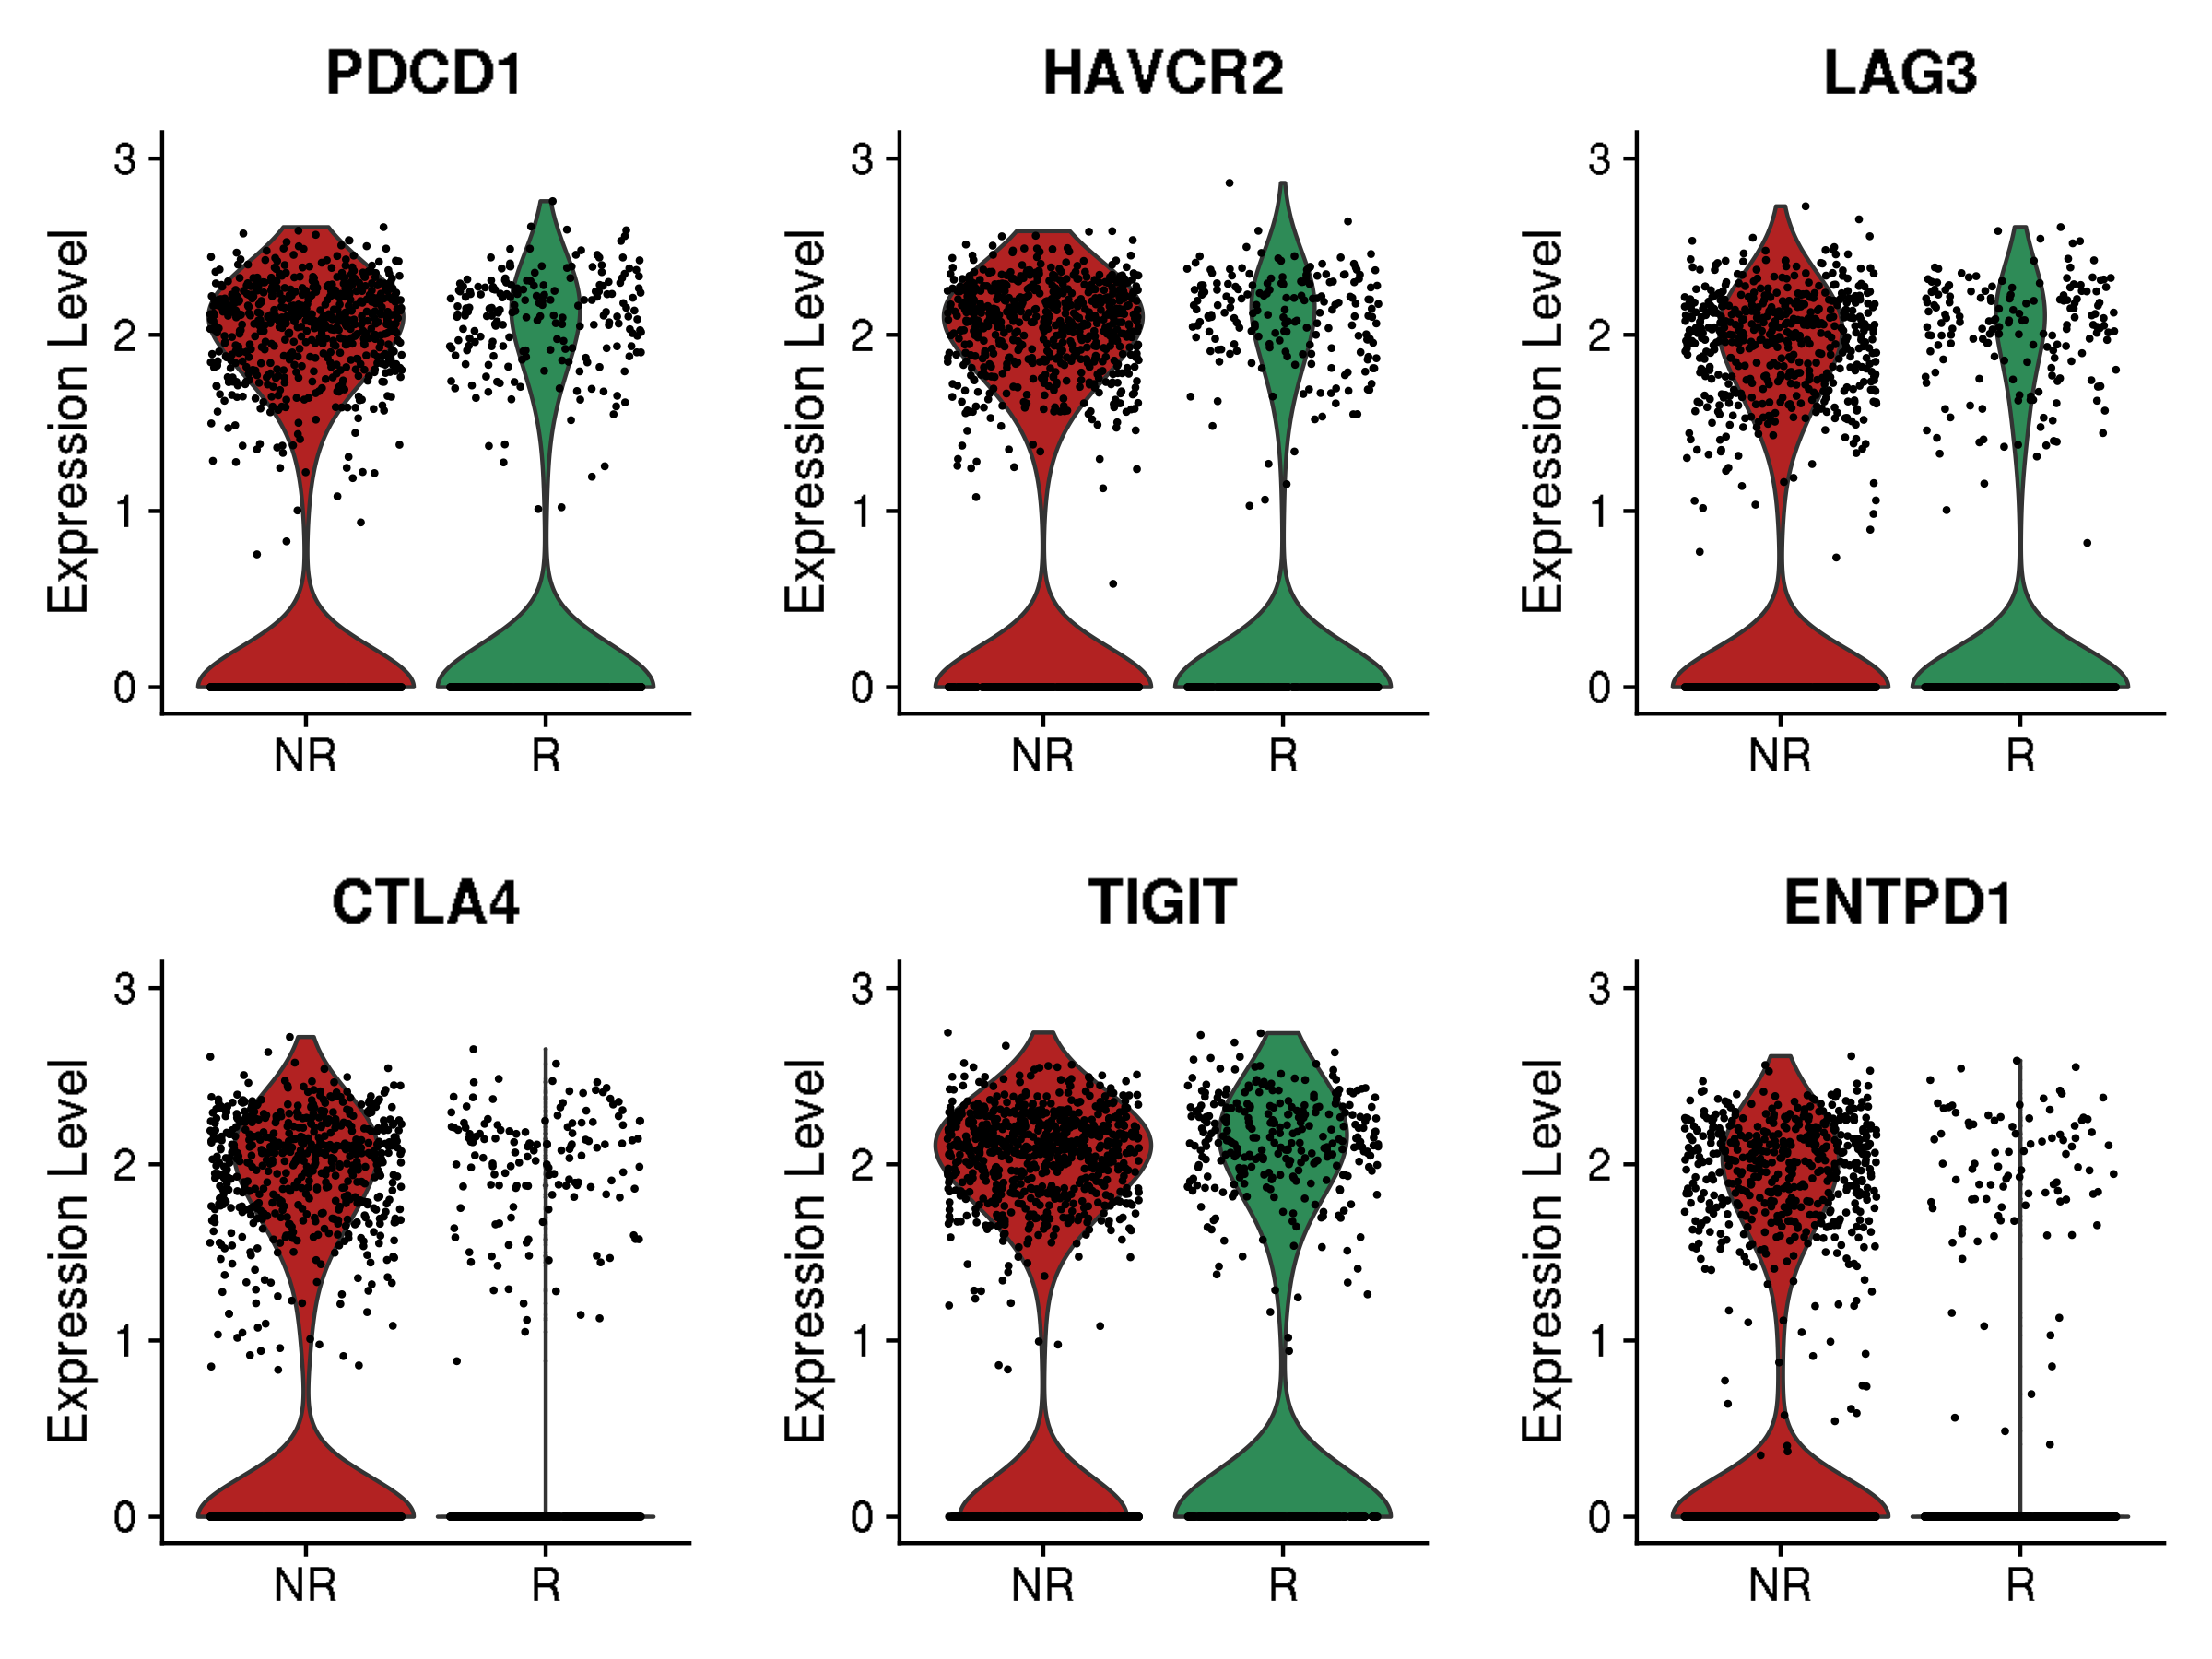 PDCD1
HAVCR2
LAG3
Expression Level
3
2
1
0
NR
R
Expression Level
3
2
1
0
NR
R
Expression Level
3
2
1
0
NR
R
CTLA4
TIGIT
ENTPD1
Expression Level
3
2
1
0
NR
R
Expression Level
3
2
1
0
NR
R
Expression Level
3
2
1
0
NR
R